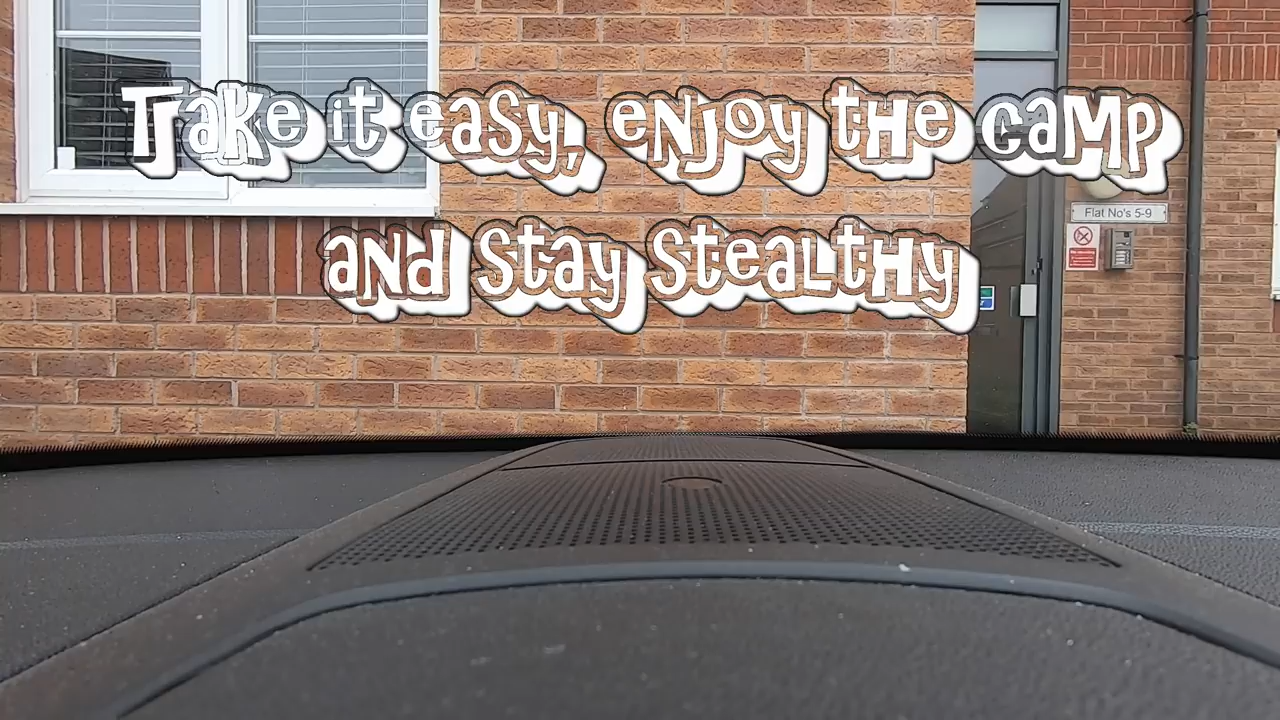 Take it easy, enjoy the camp
and stay stealthy
Flat No's 5-9